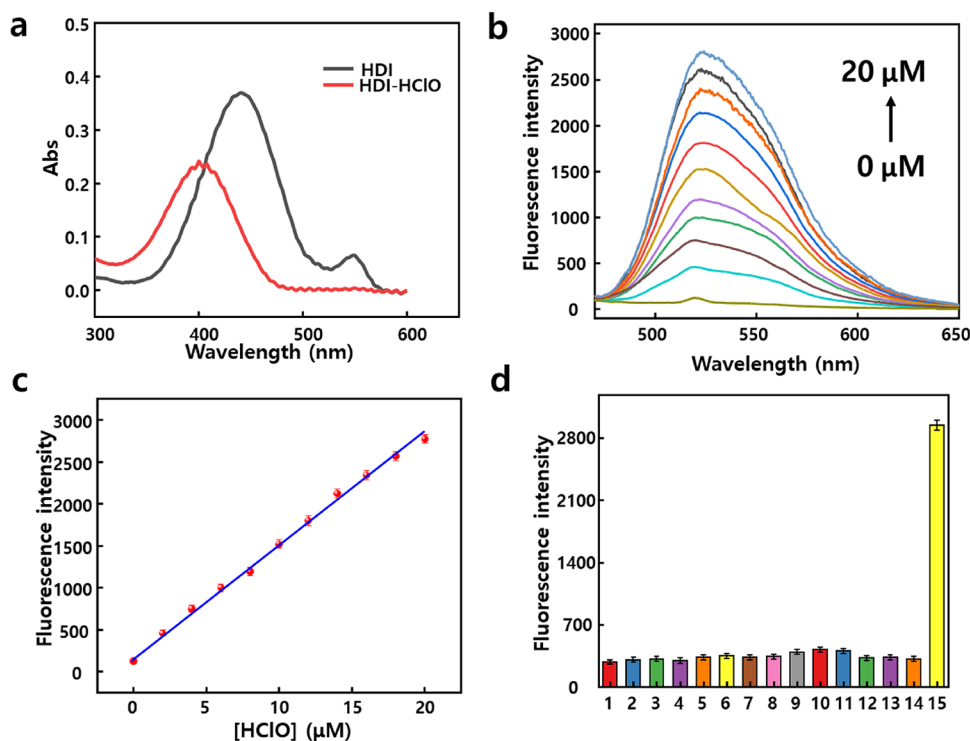 a
0.5
0.4
0.3
0.2
0.1
0.0
Abs
HDI
HDI-HClO
300 400 500 600
Wavelength (nm)
b
3000
2500
2000
1500
1000
500
0
Fluorescence intensity
20 μM
0 μM
500 550 600 650
Wavelength (nm)
c
3000
2500
2000
1500
1000
500
0
Fluorescence intensity
0 5 10 15 20
[HClO] (μM)
d
2800
2100
1400
700
0
Fluorescence intensity
1 2 3 4 5 6 7 8 9 10 11 12 13 14 15